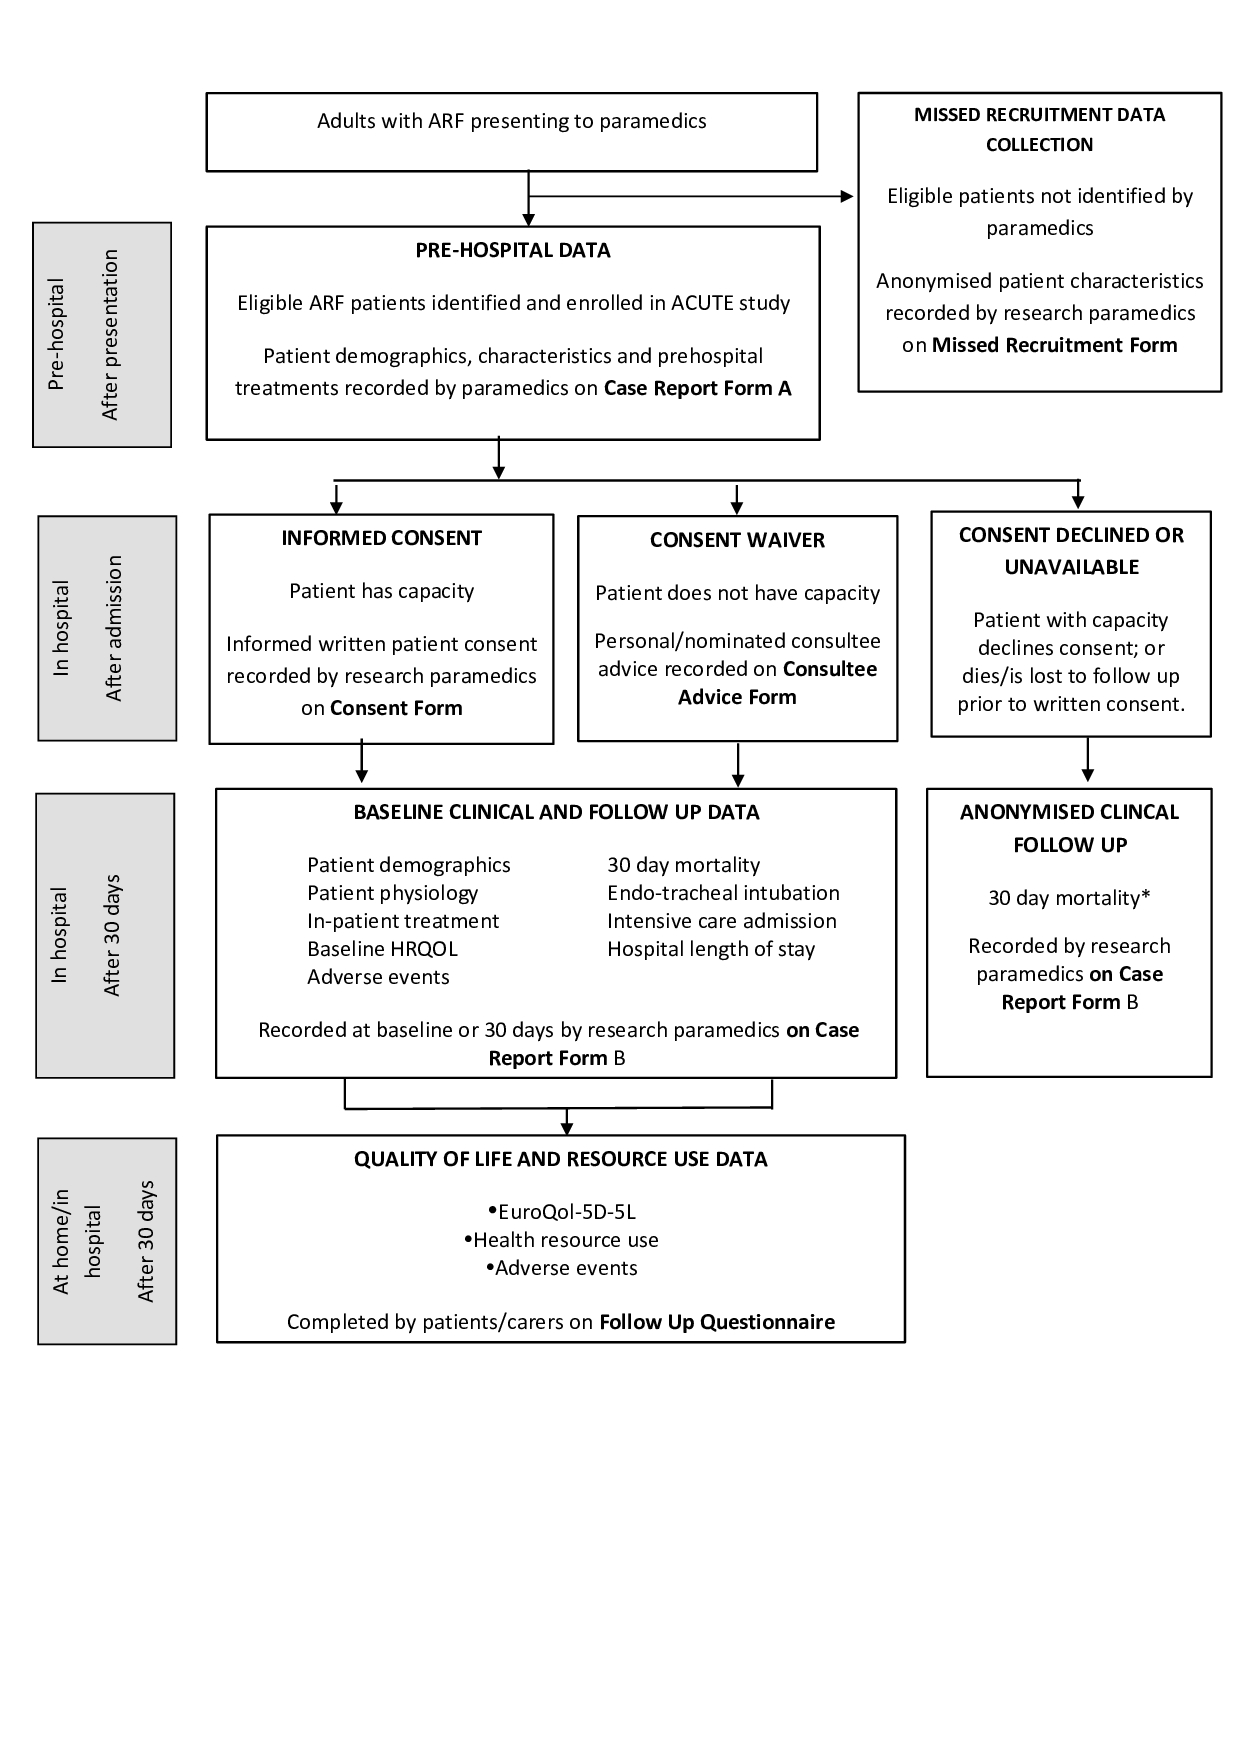 Adults with ARF presenting to paramedics
MISSED RECRUITMENT DATA
COLLECTION
Eligible patients not identified by
paramedics
Anonymised patient characteristics
recorded by research paramedics
on Missed Recruitment Form
Pre-hospital
After presentation
PRE-HOSPITAL DATA
Eligible ARF patients identified and enrolled in ACUTE study
Patient demographics, characteristics and prehospital
treatments recorded by paramedics on Case Report Form A
In hospital
After admission
INFORMED CONSENT
Patient has capacity
Informed written patient consent
recorded by research paramedics
on Consent Form
CONSENT WAIVER
Patient does not have capacity
Personal/nominated consultee
advice recorded on Consultee
Advice Form
CONSENT DECLINED OR
UNAVAILABLE
Patient with capacity
declines consent; or
dies/is lost to follow up
prior to written consent.
In hospital
After 30 days
BASELINE CLINICAL AND FOLLOW UP DATA
Patient demographics
Patient physiology
In-patient treatment
Baseline HRQOL
Adverse events
30 day mortality
Endo-tracheal intubation
Intensive care admission
Hospital length of stay
Recorded at baseline or 30 days by research paramedics on Case
Report Form B
ANONYMISED CLINCAL
FOLLOW UP
30 day mortality*
Recorded by research
paramedics on Case
Report Form B
At home/in
hospital
After 30 days
QUALITY OF LIFE AND RESOURCE USE DATA
•EuroQol-5D-5L
•Health resource use
•Adverse events
Completed by patients/carers on Follow Up Questionnaire